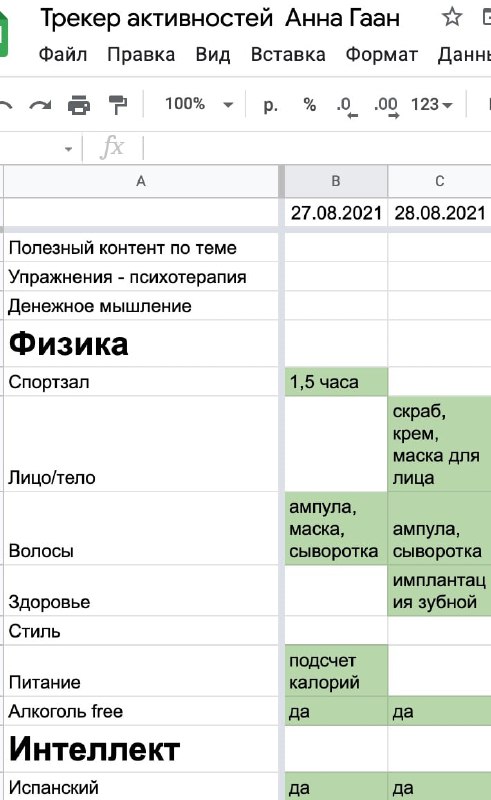 Трекер активностей Анна Гаан
Файл Правка Вид Вставка Формат
100% р. % .0 .00 123
fx
A B C
27.08.2021 28.08.2021
Полезный контент по теме
Упражнения - психотерапия
Денежное мышление
Физика
Спортзал 1,5 часа
скраб,
крем,
маска для
Лицо/тело лица
ампула,
маска, ампула,
Волосы сыворотка сыворотка
имплантац
Здоровье ия зубной
Стиль
подсчет
Питание калорий
Алкоголь free да да
Интеллект
Испанский да да